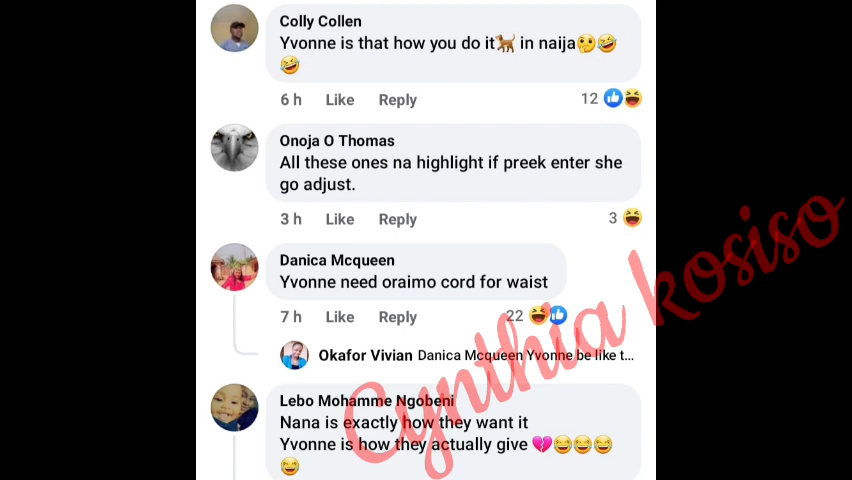 Colly Collen
Yvonne is that how you do it🐕 in naija🤔🤣
🤣
6 h Like Reply 12
Onoja O Thomas
All these ones na highlight if preek enter she
go adjust.
3 h Like Reply 3
Danica Mcqueen
Yvonne need oraimo cord for waist
7 h Like Reply 22
Okafor Vivian Danica Mcqueen Yvonne be like t...
Lebo Mohamme Ngobeni
Nana is exactly how they want it
Yvonne is how they actually give 💔😂😂😂
😂
Cynthia kosiso